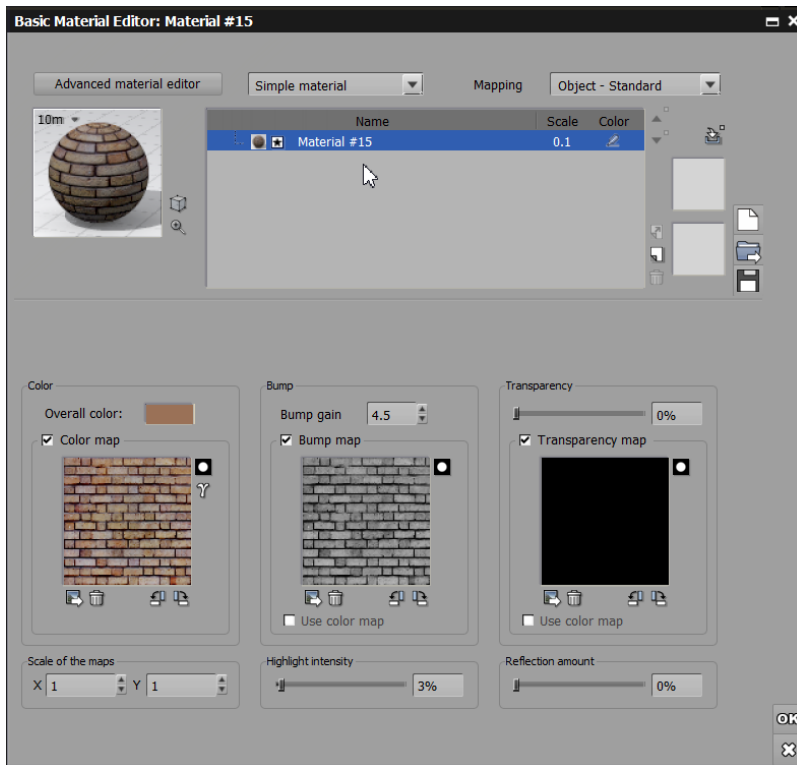 Basic Material Editor: Material #15
Advanced material editor
Simple material
Mapping
Object - Standard
10m
Name Scale Color
Material #15 0.1
Color
Overall color:
Color map
Bump
Bump gain 4.5
Bump map
Use color map
Transparency
0%
Transparency map
Use color map
Scale of the maps
X 1 Y 1
Highlight intensity
3%
Reflection amount
0%
OK